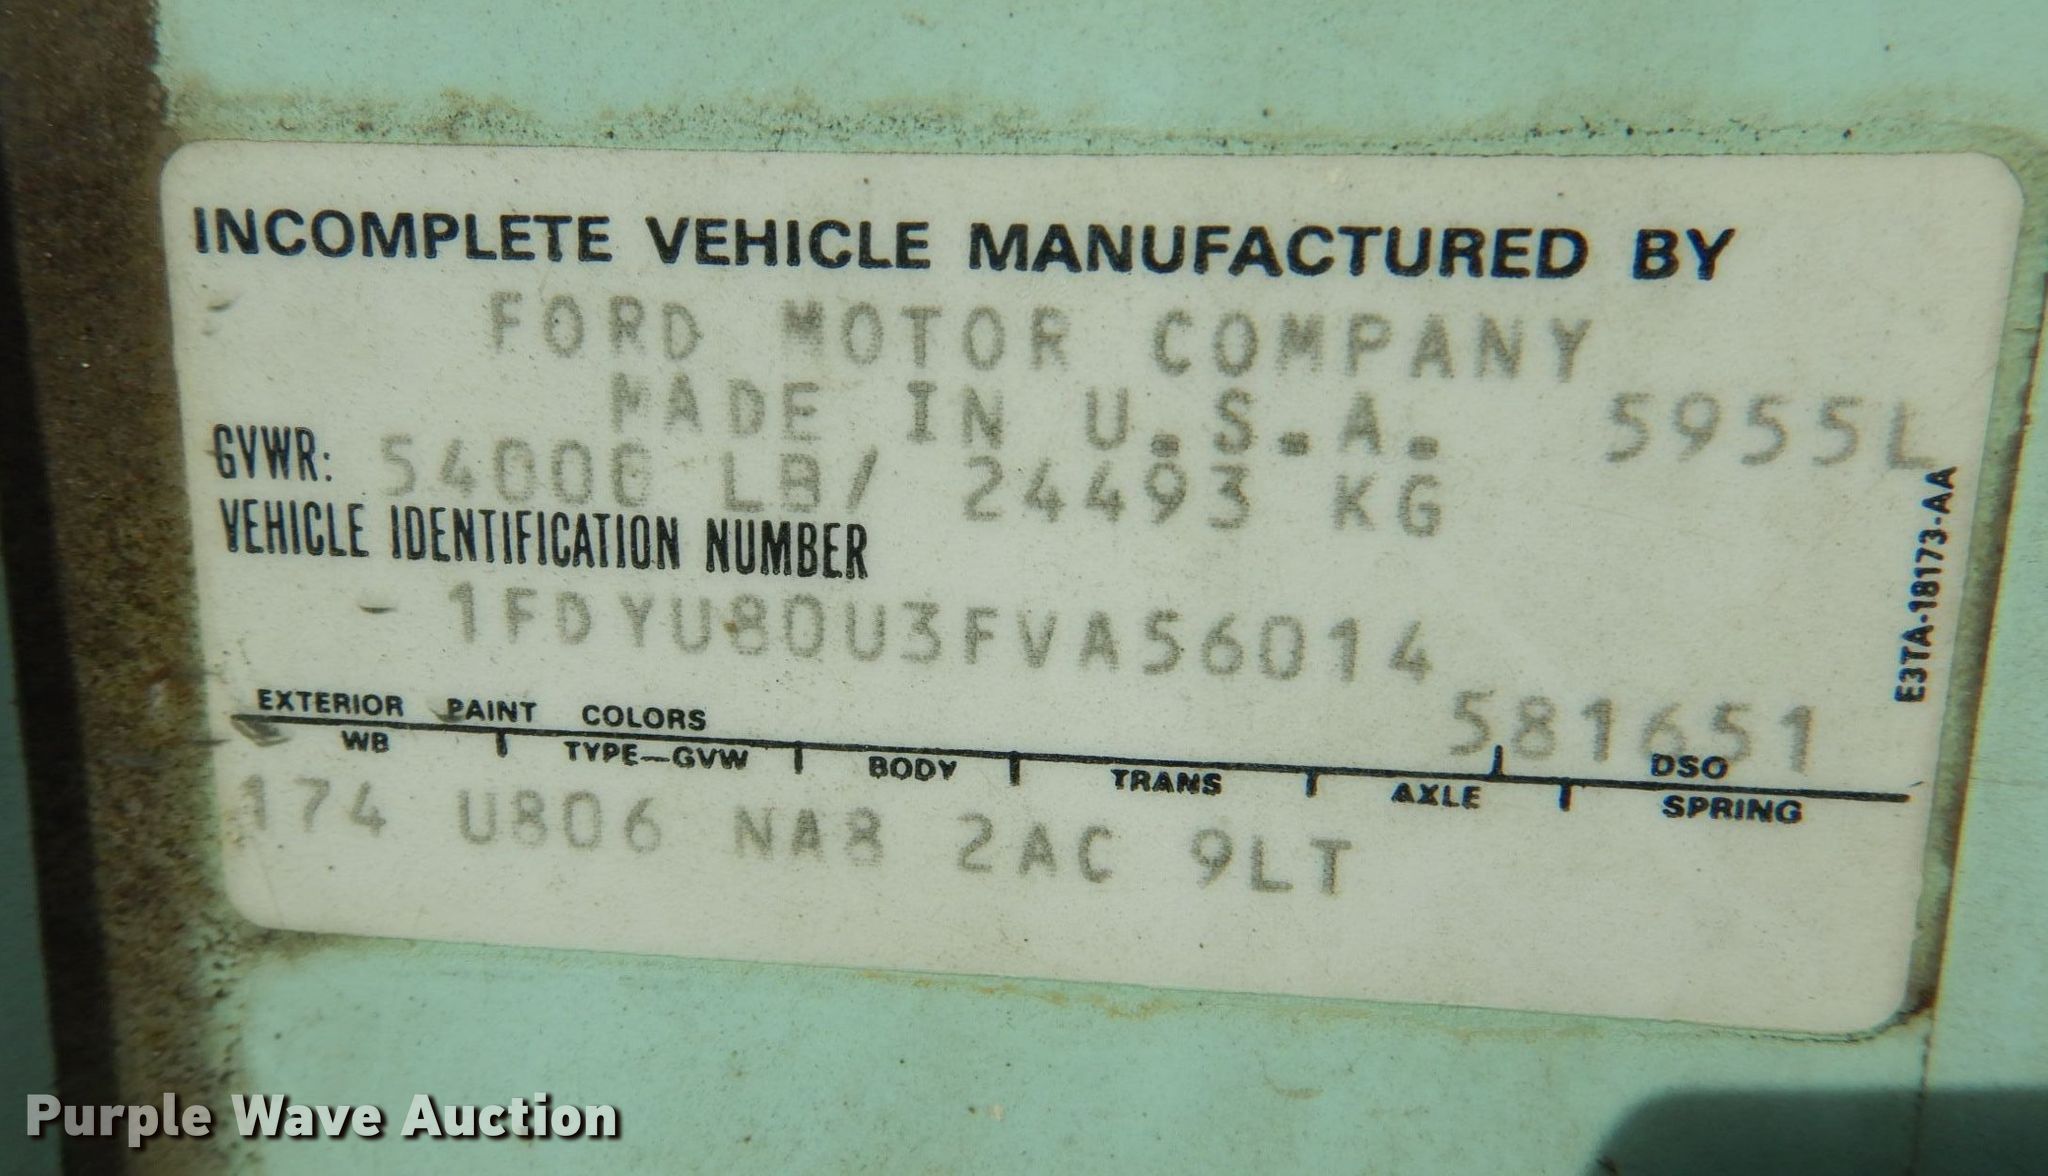 INCOMPLETE VEHICLE MANUFACTURED BY
FORD MOTOR COMPANY
MADE IN U.S.A. 5955L
GVWR: 54000 LB/ 24493 KG
VEHICLE IDENTIFICATION NUMBER
1FDYU80U3FVA56014
E3TA-18173-AA
581651
EXTERIOR PAINT COLORS DSO
WB TYPE-GVW BODY TRANS AXLE SPRING
174 U806 NA8 2AC 9LT
Purple Wave Auction